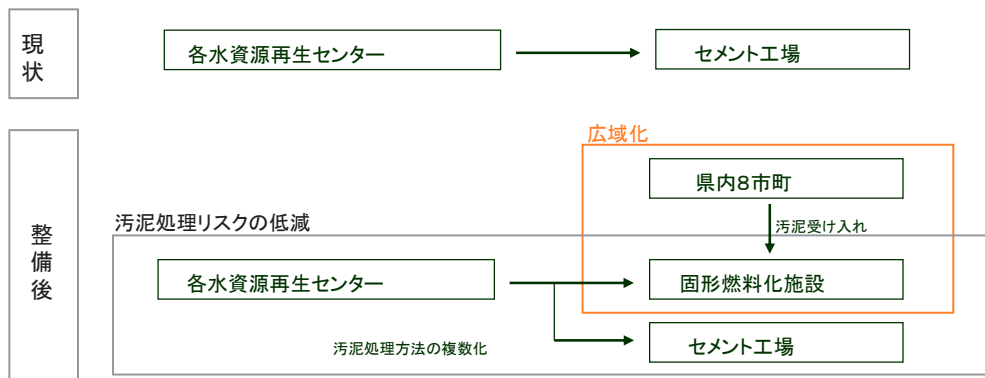 現状
各水資源再生センター
セメント工場
広域化
県内8市町
汚泥受け入れ
整備後
汚泥処理リスクの低減
各水資源再生センター
固形燃料化施設
汚泥処理方法の複数化
セメント工場